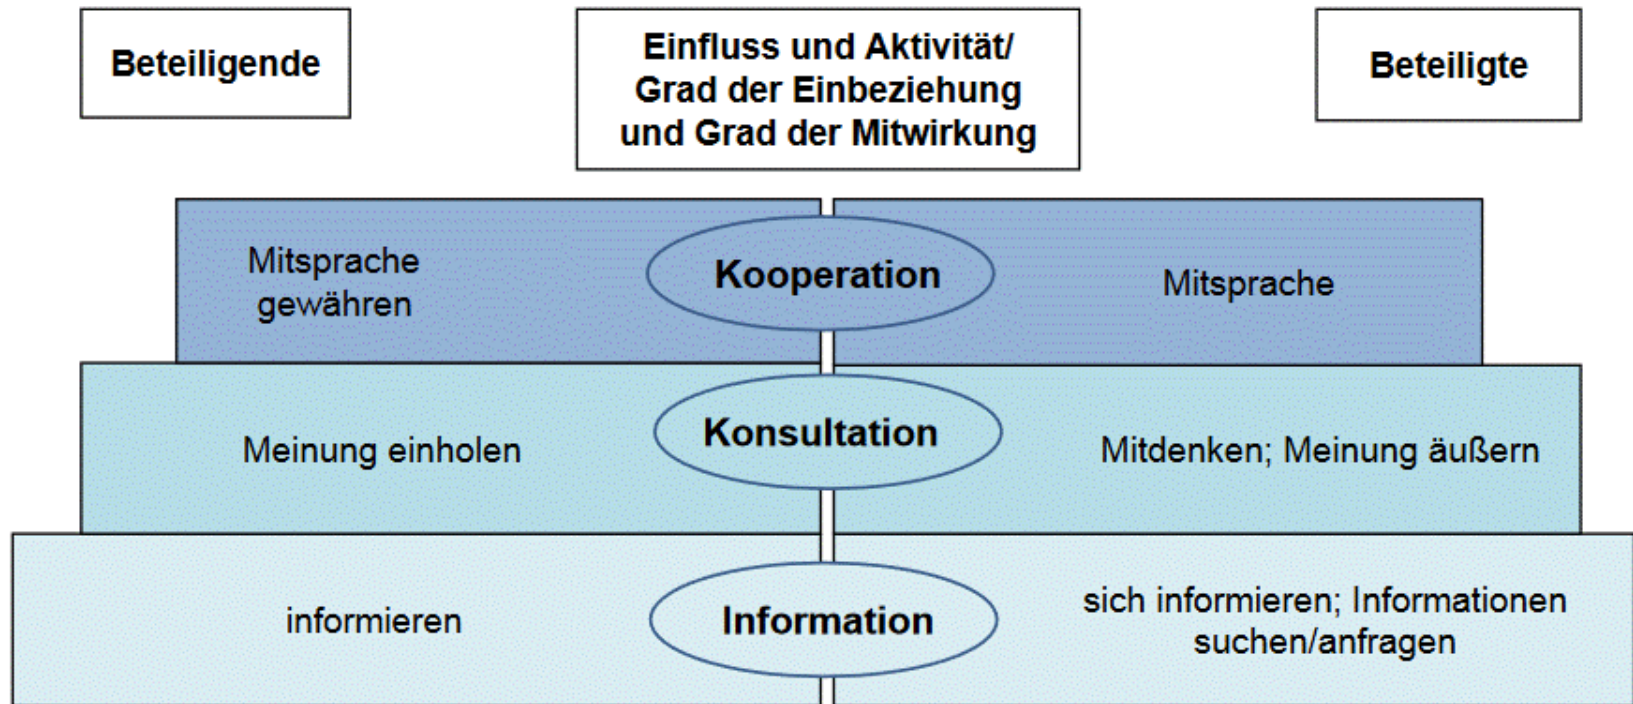 Beteiligende
Einfluss und Aktivität/
Grad der Einbeziehung
und Grad der Mitwirkung
Beteiligte
Mitsprache
gewähren
Kooperation
Mitsprache
Meinung einholen
Konsultation
Mitdenken; Meinung äußern
informieren
Information
sich informieren; Informationen
suchen/anfragen